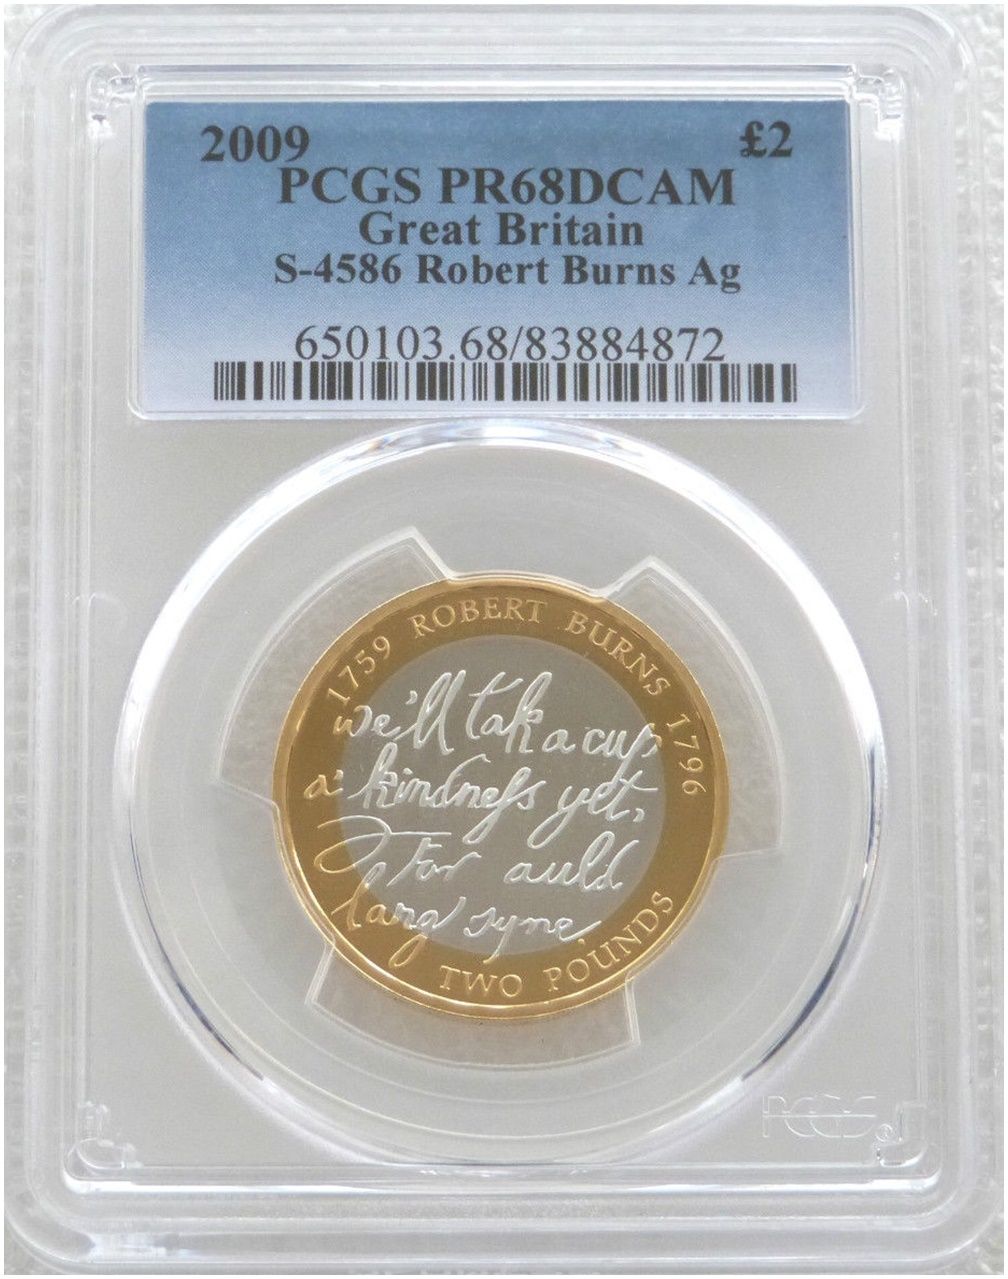 2009 £2
PCGS PR68DCAM
Great Britain
S-4586 Robert Burns Ag
650103.68/83884872
1759 ROBERT BURNS 1796
we'll tak a cup
a' kindneſs yet,
For auld
lang syne,
TWO POUNDS
PCGS®